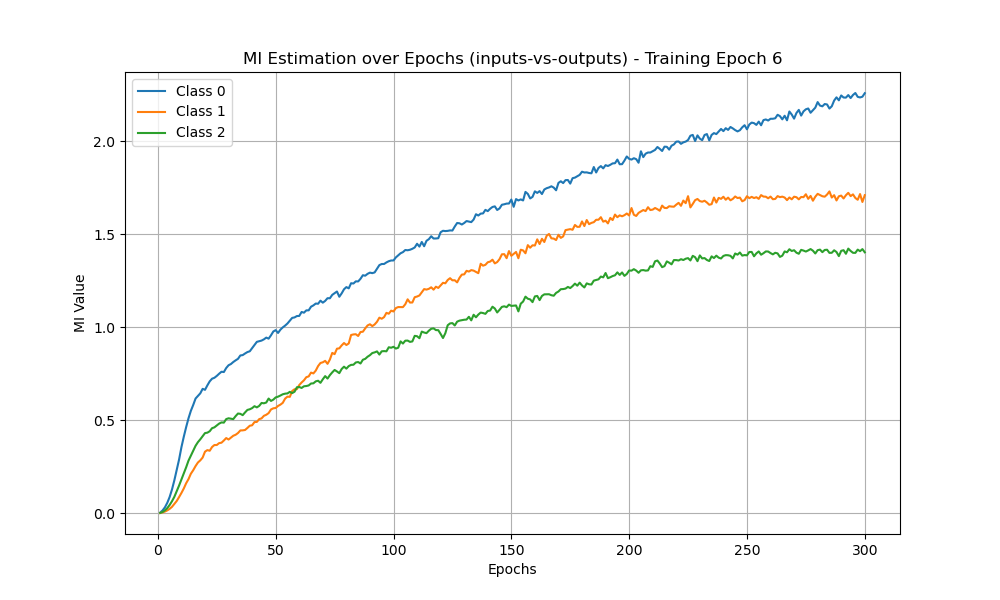 MI Estimation over Epochs (inputs-vs-outputs) - Training Epoch 6
Class 0
Class 1
Class 2
MI Value
2.0
1.5
1.0
0.5
0.0
0 50 100 150 200 250 300
Epochs